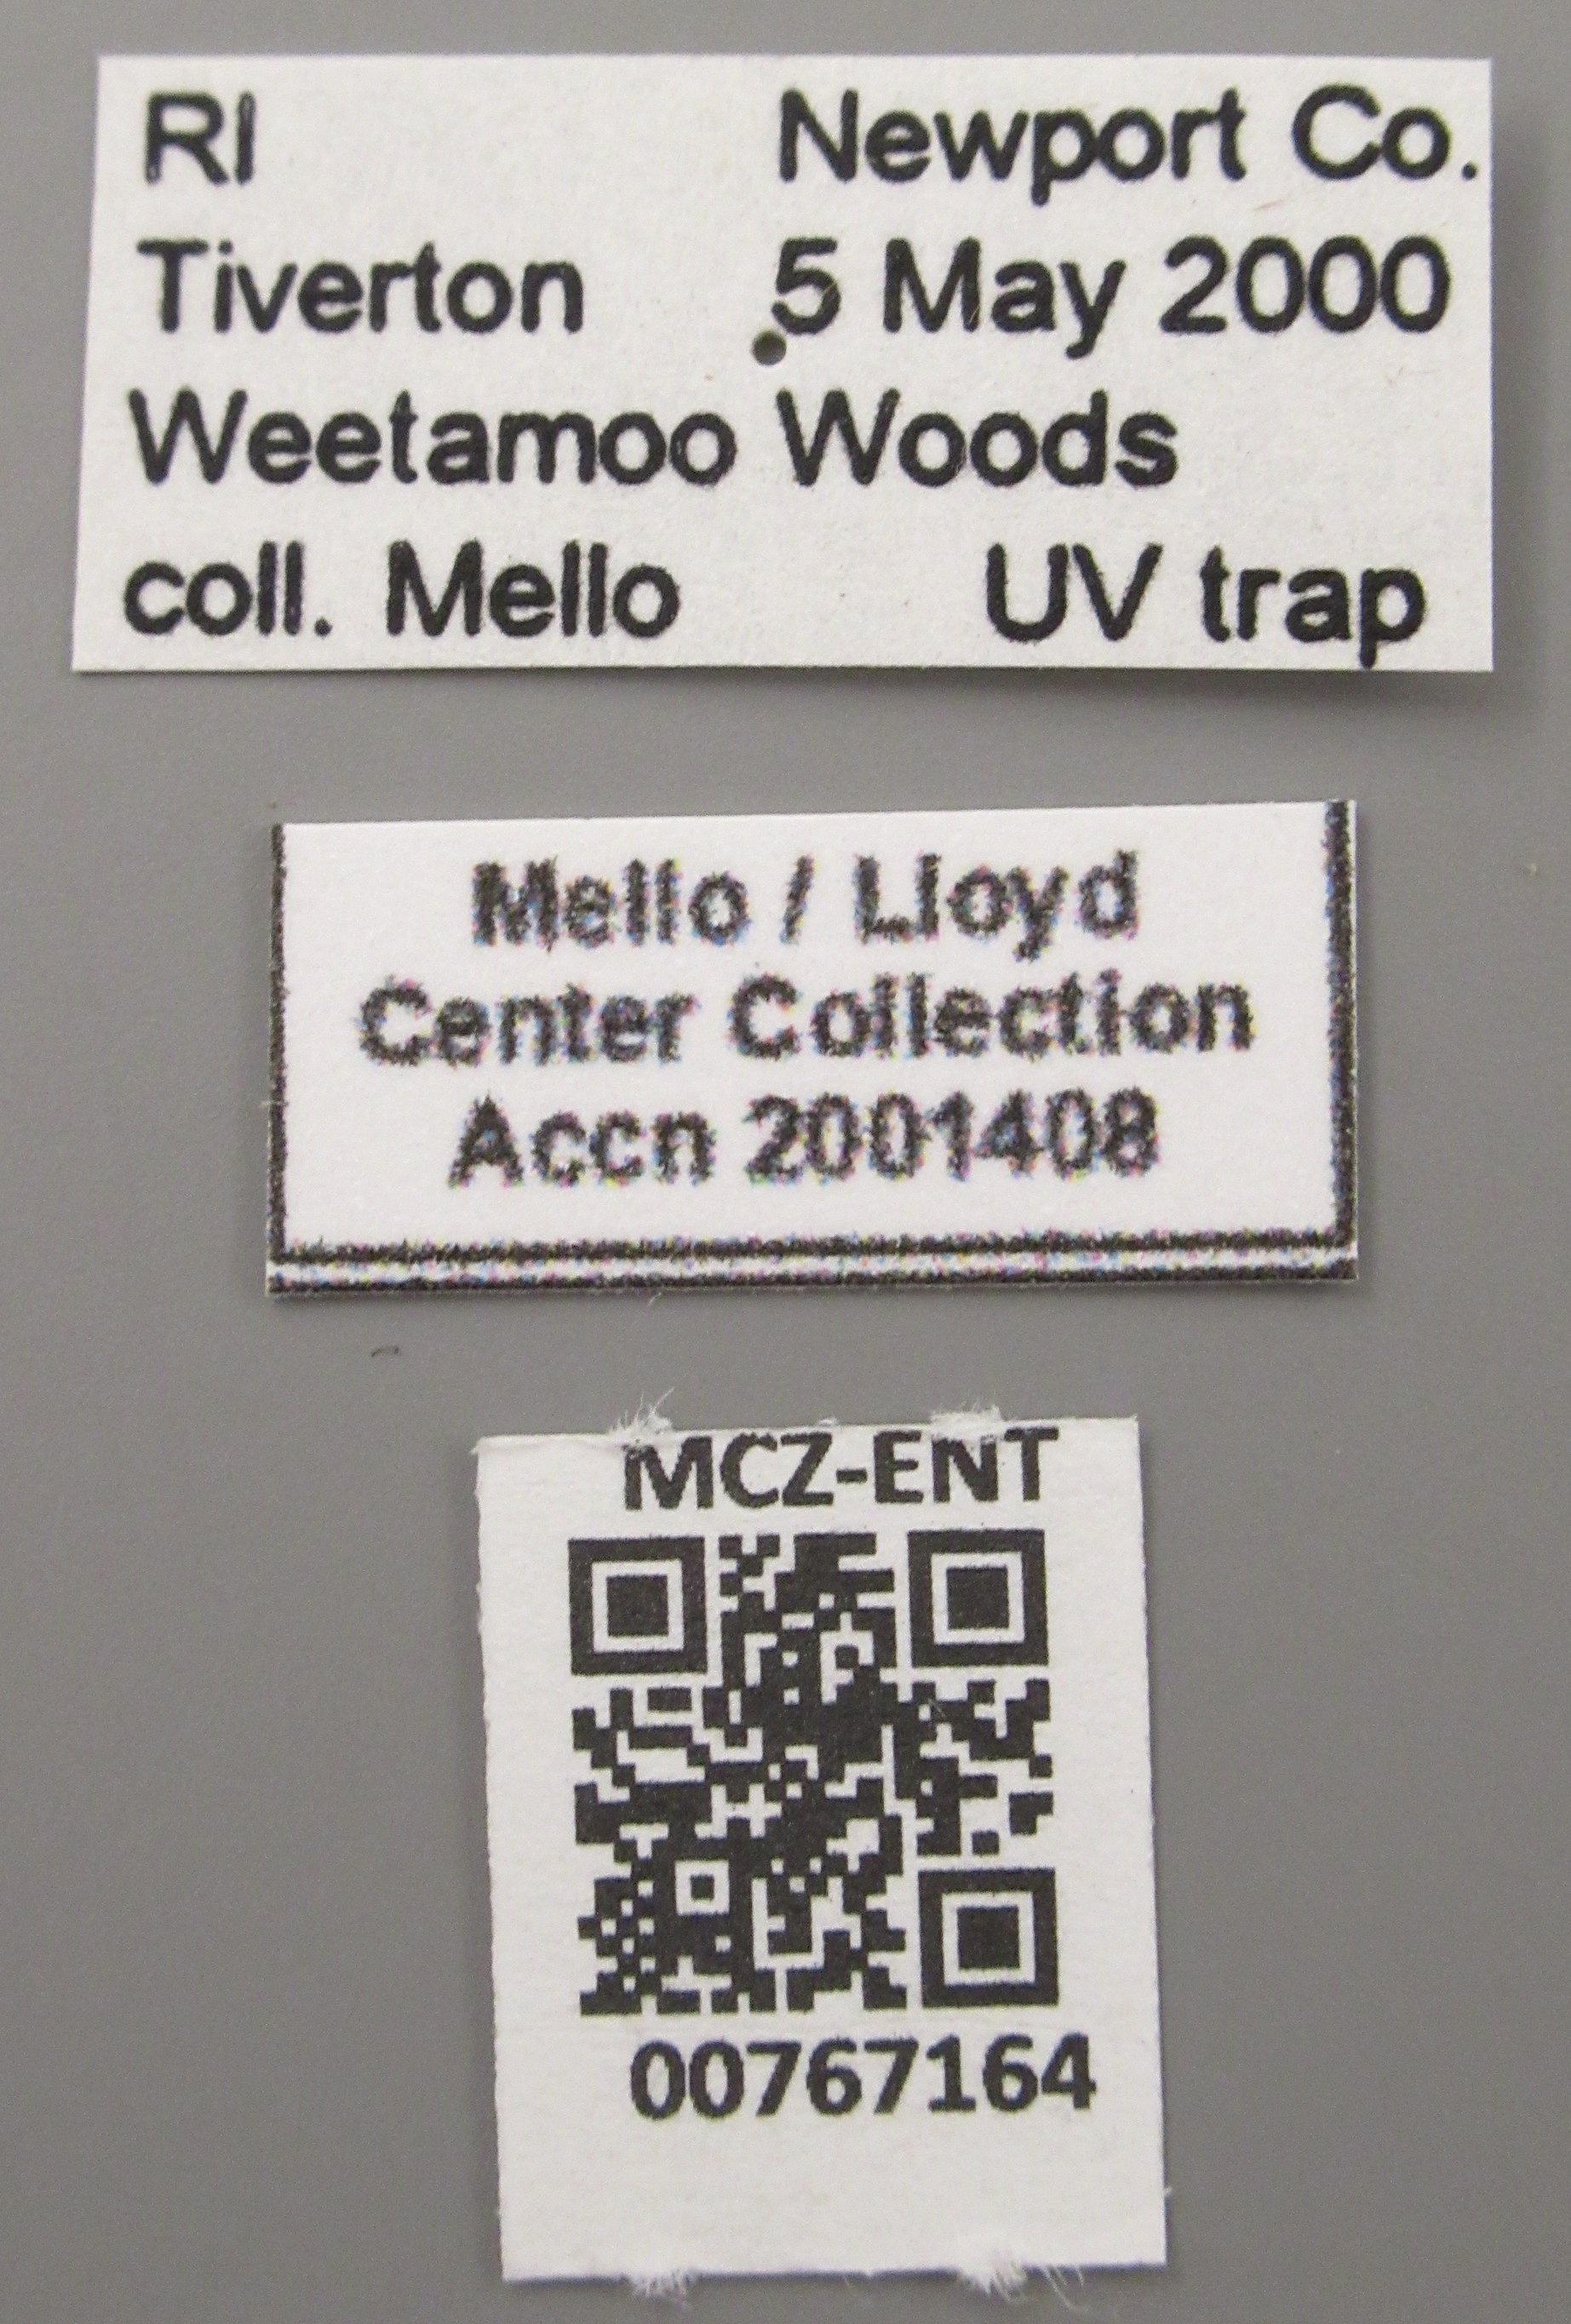 RI Newport Co.
Tiverton 5 May 2000
Weetamoo Woods
coll. Mello UV trap
Mello / Lloyd
Center Collection
Accn 2001408
MCZ-ENT
00767164